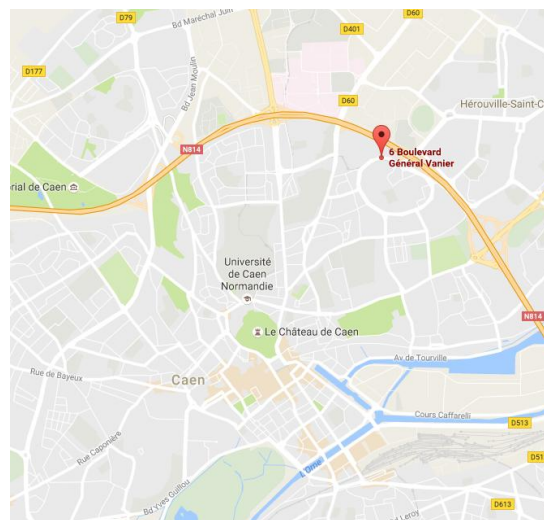 D79
Bd Maréchal Juin
D60
D401
D177
Bd Jean Moulin
D60
Hérouville-Saint-C
N814
6 Boulevard
Général Vanier
orial de Caen
Université
de Caen
Normandie
N814
Le Château de Caen
Av. de Tourville
Rue de Bayeux
Caen
Cours Caffarelli
D513
Rue Caponière
D51
L'Orne
Bd Yves Guillou
Leroy
D613